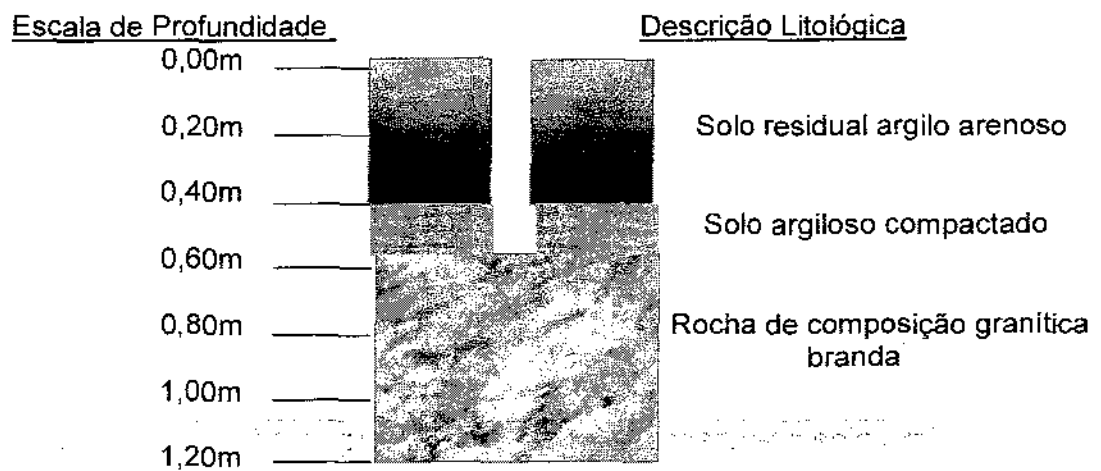 Escala de Profundidade
Descrição Litológica
0,00m
0,20m
Solo residual argilo arenoso
0,40m
Solo argiloso compactado
0,60m
0,80m
Rocha de composição granítica
branda
1,00m
1,20m